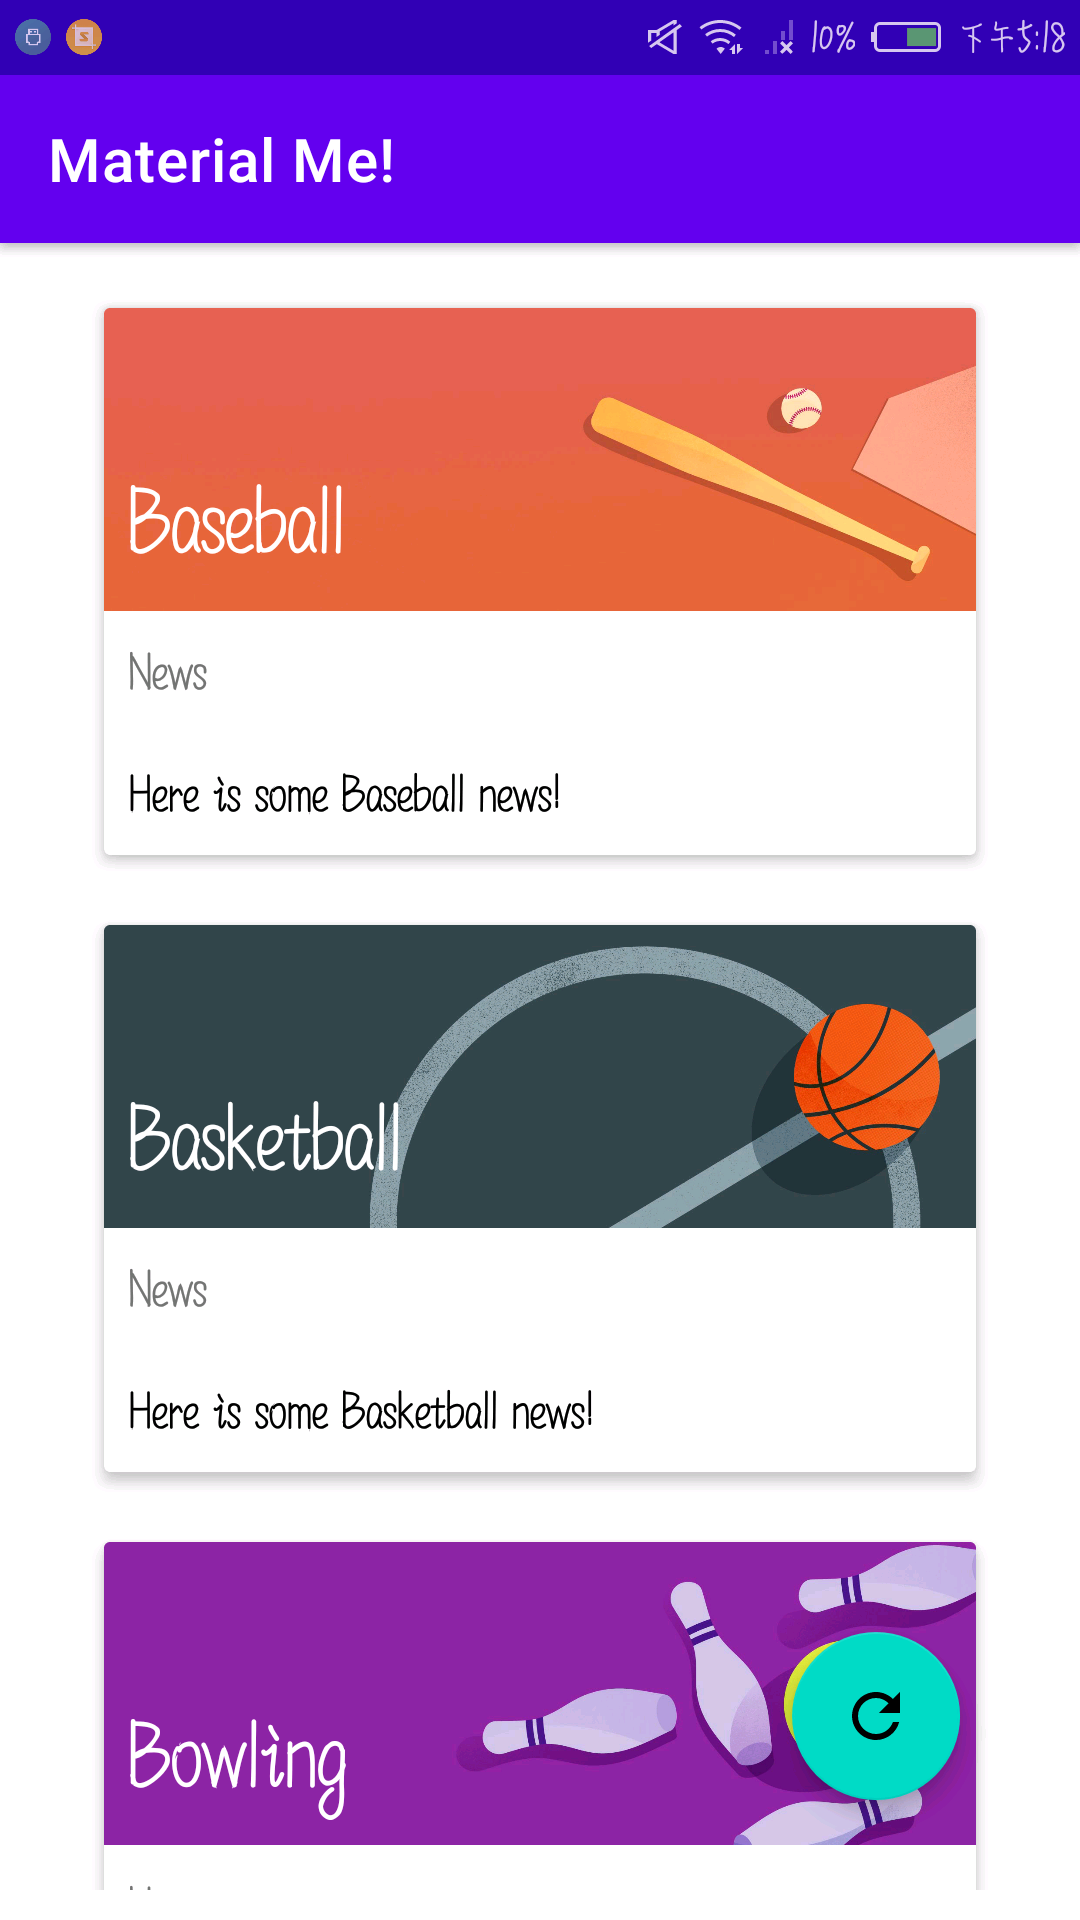 10% 下午5:18
Material Me!
Baseball
News
Here is some Baseball news!
Basketball
News
Here is some Basketball news!
Bowling